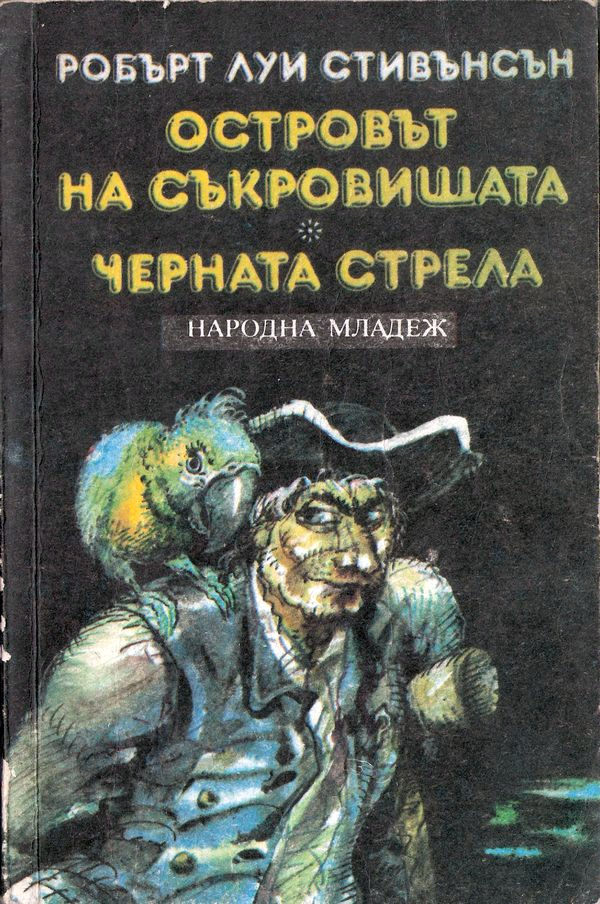 РОБЪРТ ЛУИ СТИВЪНСЪН
ОСТРОВЪТ
НА СЪКРОВИЩАТА
ЧЕРНАТА СТРЕЛА
НАРОДНА МЛАДЕЖ